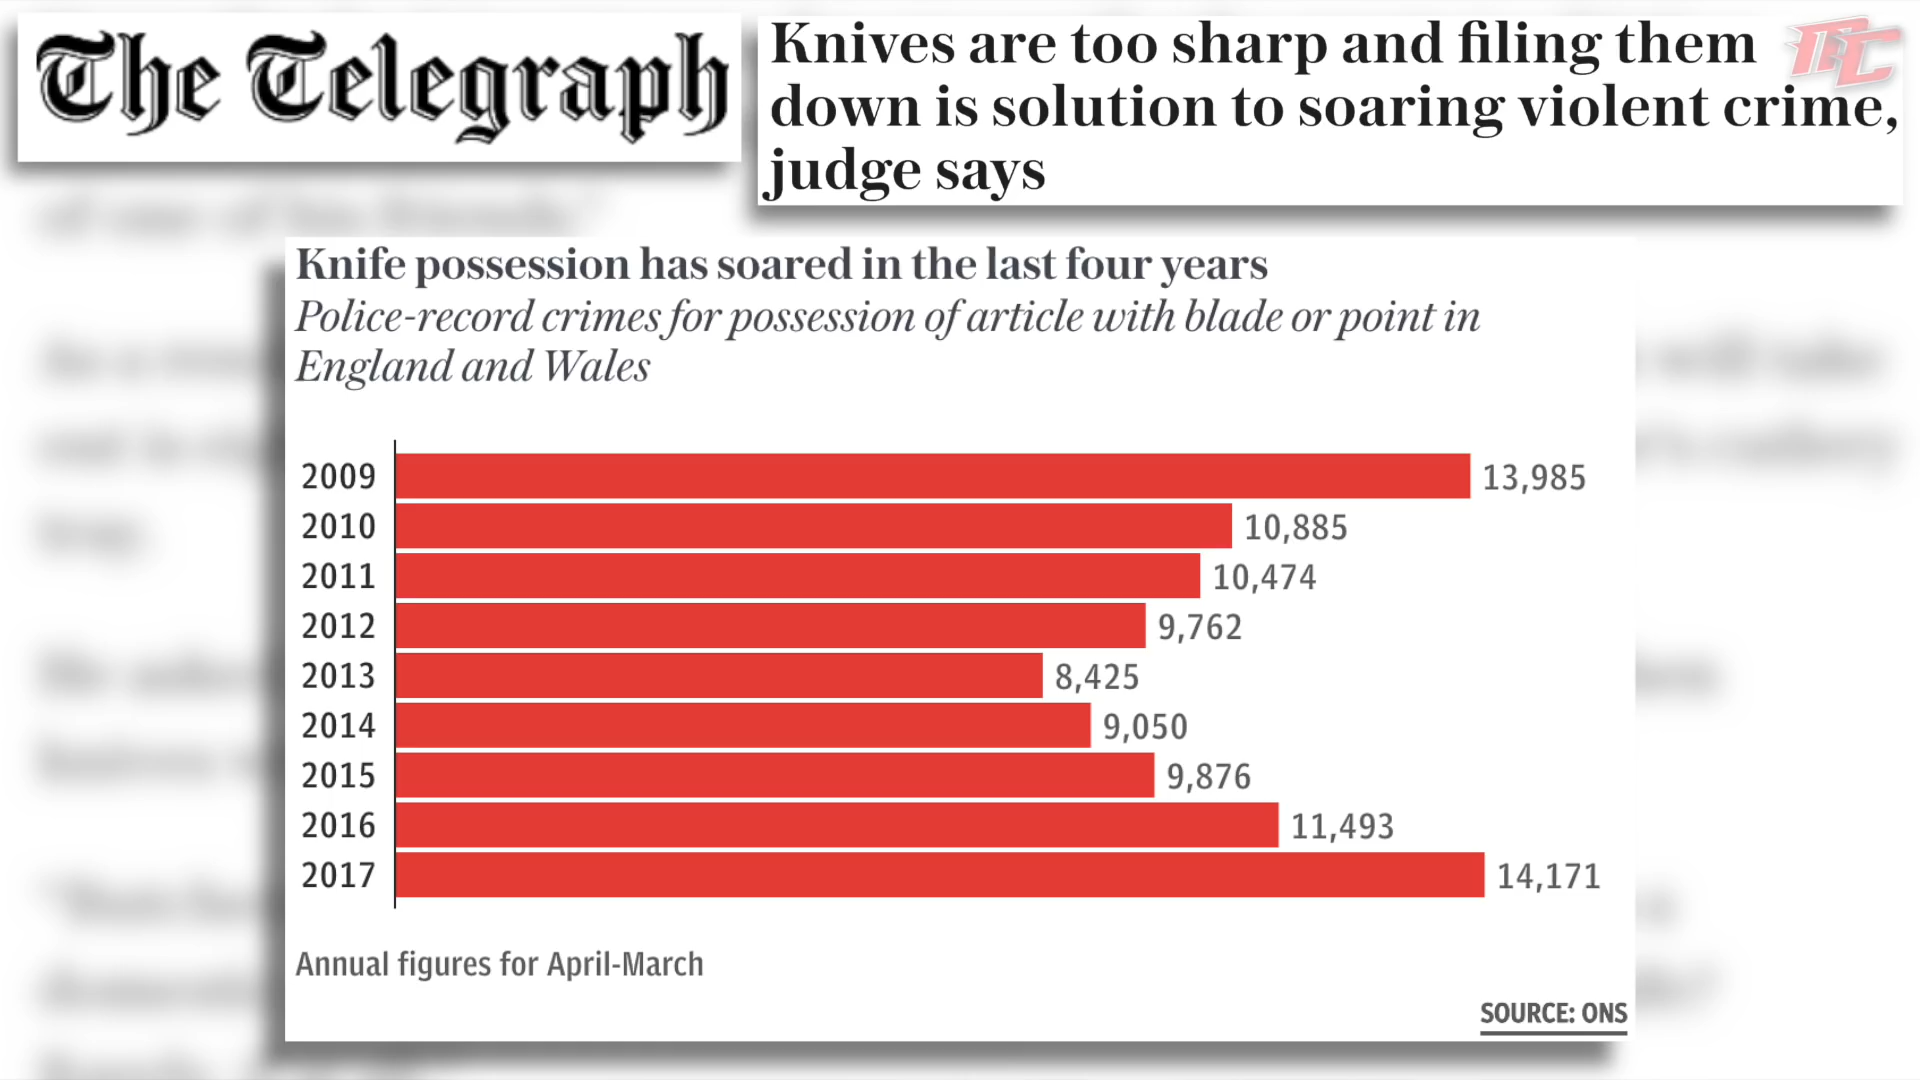 The Telegraph
Knives are too sharp and filing them
down is solution to soaring violent crime,
judge says
Knife possession has soared in the last four years
Police-record crimes for possession of article with blade or point in
England and Wales
2009 13,985
2010 10,885
2011 10,474
2012 9,762
2013 8,425
2014 9,050
2015 9,876
2016 11,493
2017 14,171
Annual figures for April-March
SOURCE: ONS